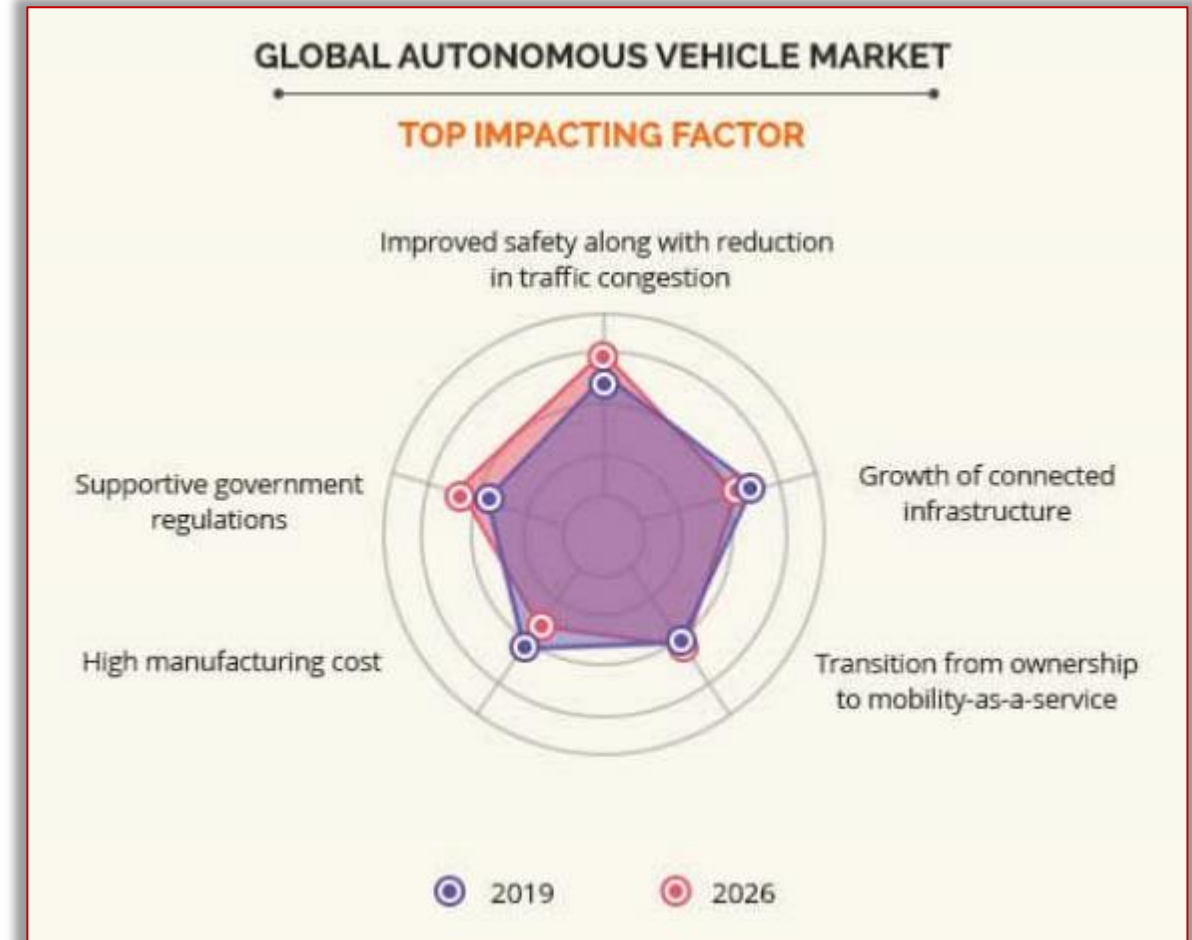 GLOBAL AUTONOMOUS VEHICLE MARKET
TOP IMPACTING FACTOR
Improved safety along with reduction
in traffic congestion
Supportive government
regulations
Growth of connected
infrastructure
High manufacturing cost
Transition from ownership
to mobility-as-a-service
2019
2026